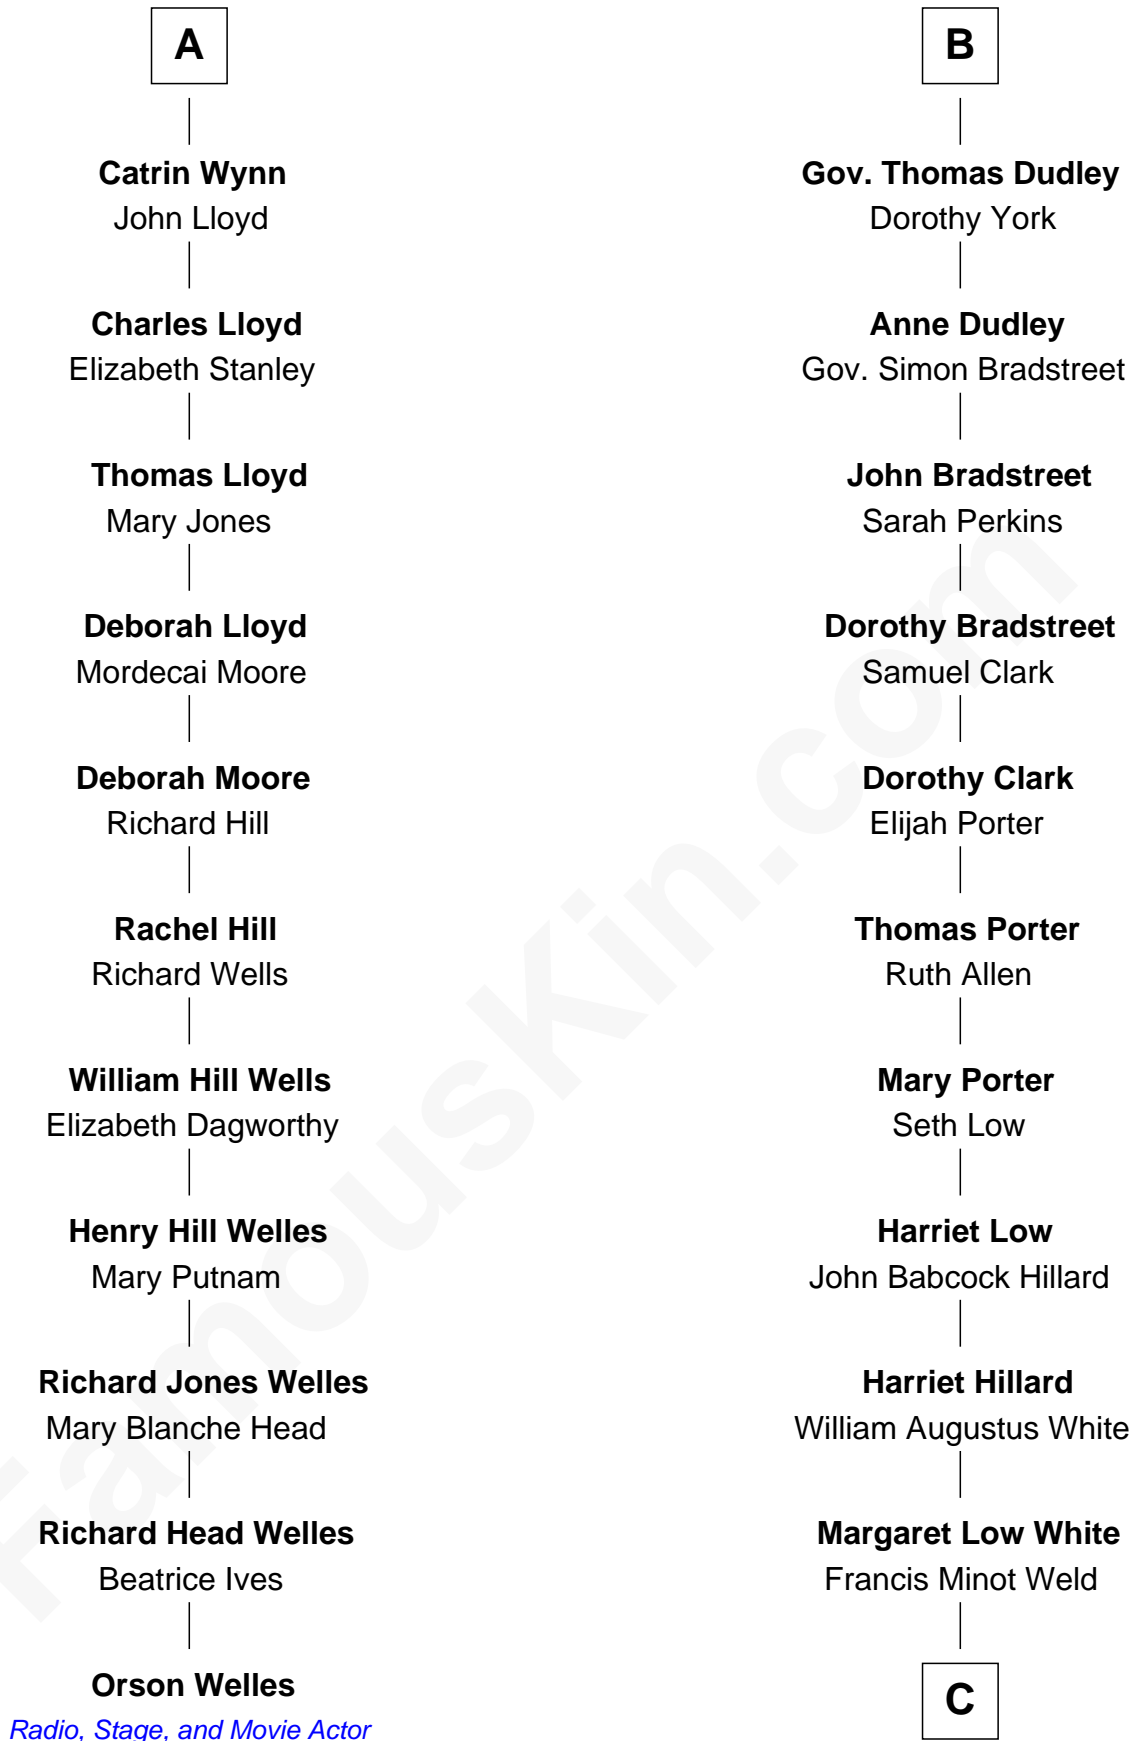 A
Catrin Wynn
John Lloyd
Charles Lloyd
Elizabeth Stanley
Thomas Lloyd
Mary Jones
Deborah Lloyd
Mordecai Moore
Deborah Moore
Richard Hill
Rachel Hill
Richard Wells
William Hill Wells
Elizabeth Dagworthy
Henry Hill Welles
Mary Putnam
Richard Jones Welles
Mary Blanche Head
Richard Head Welles
Beatrice Ives
Orson Welles
Radio, Stage, and Movie Actor
B
Gov. Thomas Dudley
Dorothy York
Anne Dudley
Gov. Simon Bradstreet
John Bradstreet
Sarah Perkins
Dorothy Bradstreet
Samuel Clark
Dorothy Clark
Elijah Porter
Thomas Porter
Ruth Allen
Mary Porter
Seth Low
Harriet Low
John Babcock Hillard
Harriet Hillard
William Augustus White
Margaret Low White
Francis Minot Weld
C
FamousKin.com